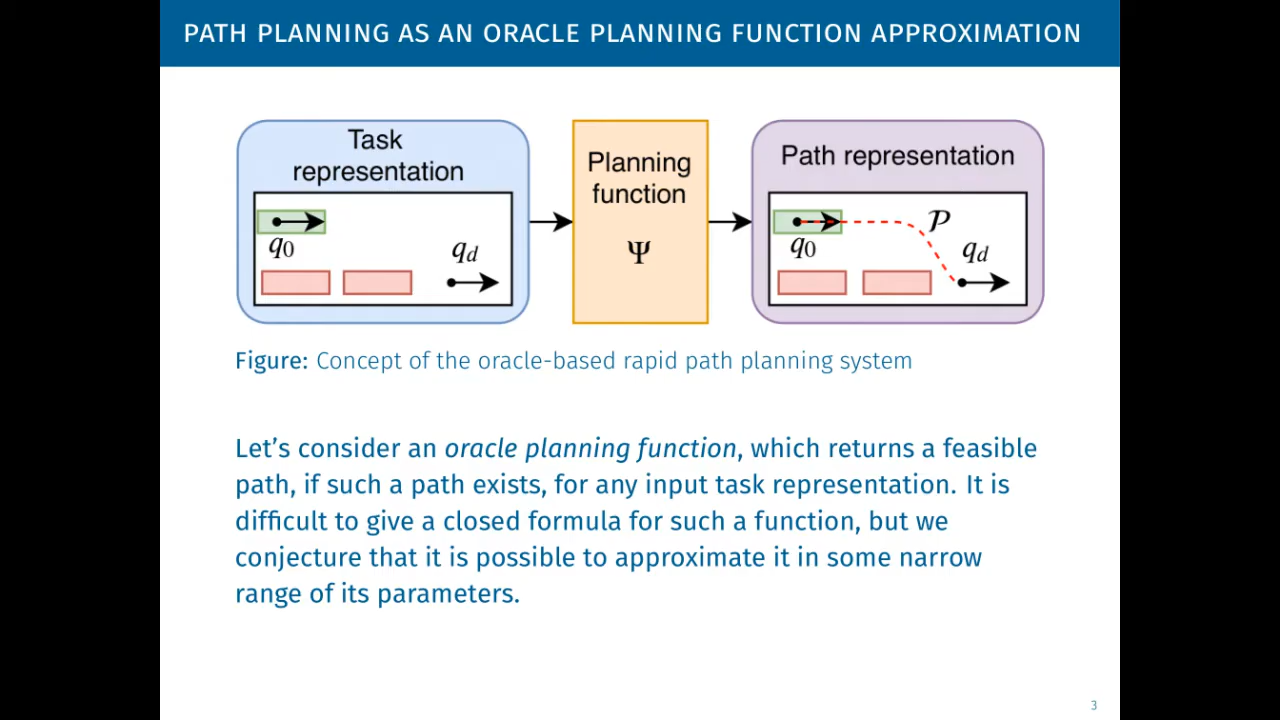 PATH PLANNING AS AN ORACLE PLANNING FUNCTION APPROXIMATION
Task
representation
q0
qd
Planning
function
Ψ
Path representation
𝒫
q0
qd
Figure: Concept of the oracle-based rapid path planning system
Let's consider an oracle planning function, which returns a feasible
path, if such a path exists, for any input task representation. It is
difficult to give a closed formula for such a function, but we
conjecture that it is possible to approximate it in some narrow
range of its parameters.
3